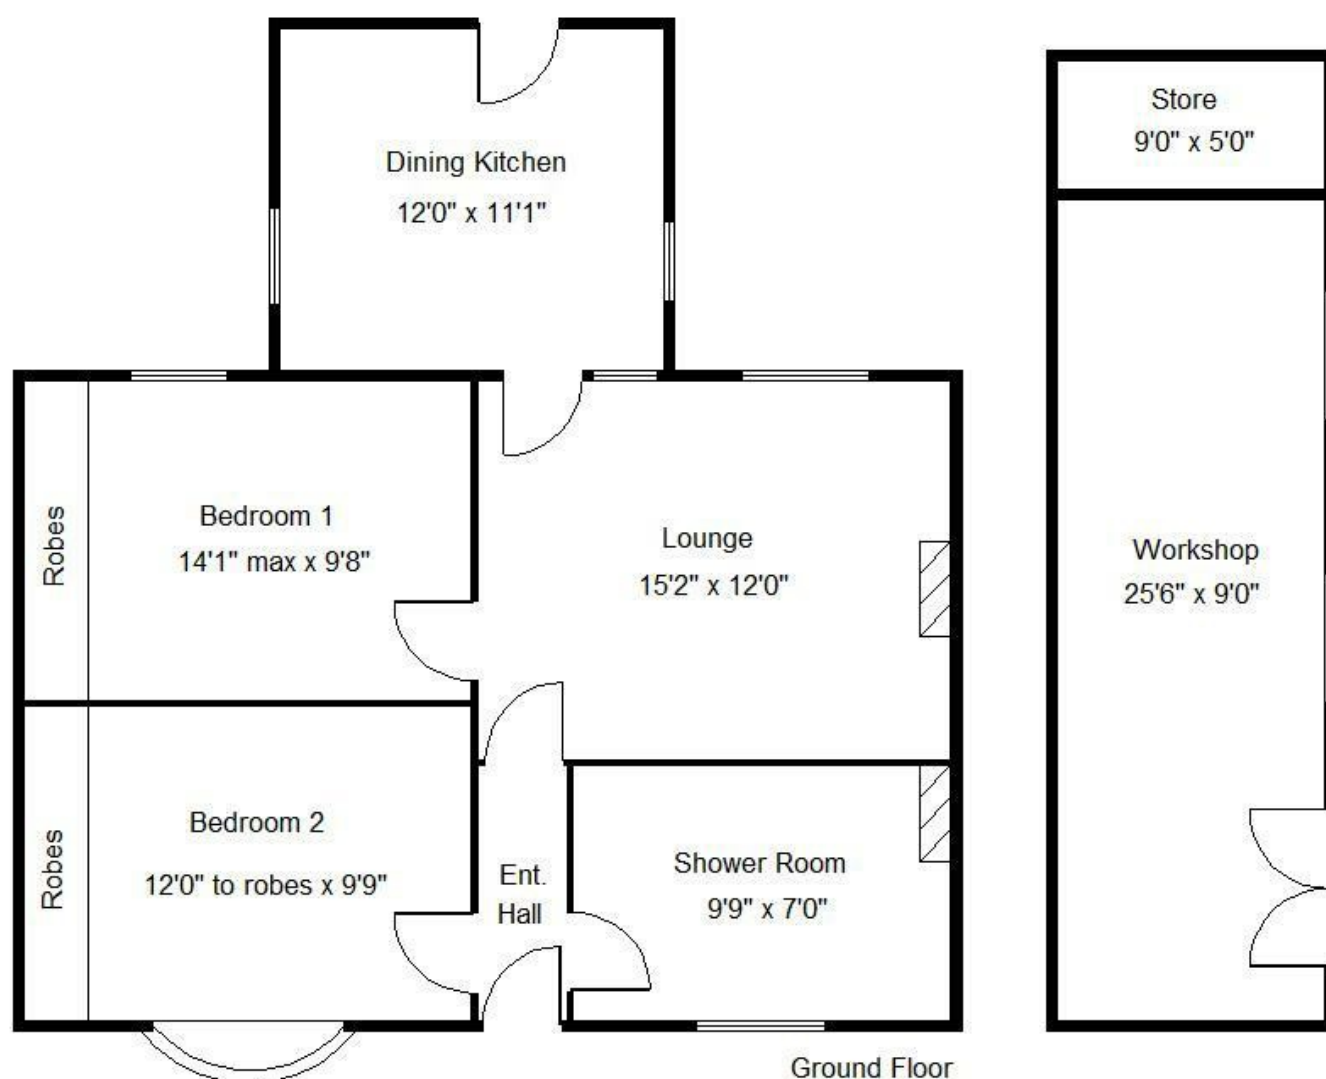 Dining Kitchen
12'0" x 11'1"
Store
9'0" x 5'0"
Robes
Bedroom 1
14'1" max x 9'8"
Lounge
15'2" x 12'0"
Workshop
25'6" x 9'0"
Robes
Bedroom 2
12'0" to robes x 9'9"
Ent.
Hall
Shower Room
9'9" x 7'0"
Ground Floor